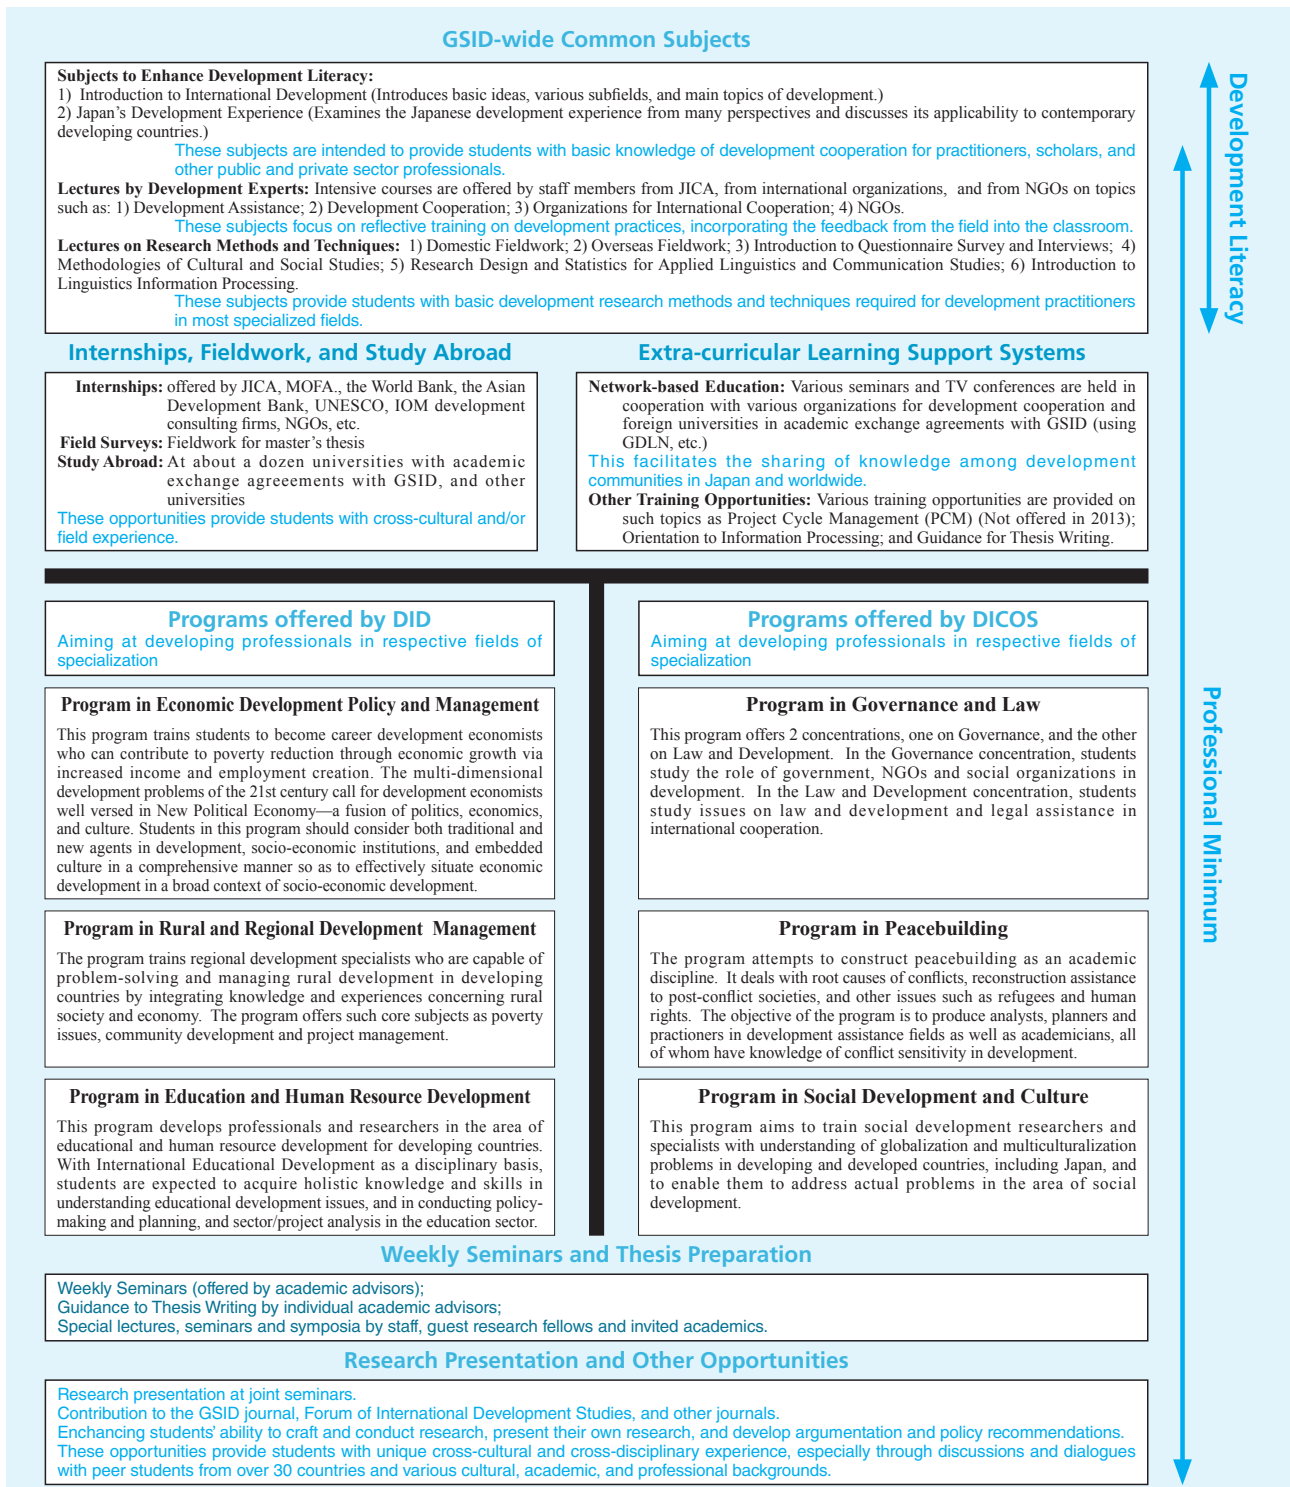 GSID-wide Common Subjects
Subjects to Enhance Development Literacy:
1) Introduction to International Development (Introduces basic ideas, various subfields, and main topics of development.)
2) Japan's Development Experience (Examines the Japanese development experience from many perspectives and discusses its applicability to contemporary
developing countries.)
These subjects are intended to provide students with basic knowledge of development cooperation for practitioners, scholars, and
other public and private sector professionals.
Lectures by Development Experts: Intensive courses are offered by staff members from JICA, from international organizations, and from NGOs on topics
such as: 1) Development Assistance; 2) Development Cooperation; 3) Organizations for International Cooperation; 4) NGOs.
These subjects focus on reflective training on development practices, incorporating the feedback from the field into the classroom.
Lectures on Research Methods and Techniques: 1) Domestic Fieldwork; 2) Overseas Fieldwork; 3) Introduction to Questionnaire Survey and Interviews; 4)
Methodologies of Cultural and Social Studies; 5) Research Design and Statistics for Applied Linguistics and Communication Studies; 6) Introduction to
Linguistics Information Processing.
These subjects provide students with basic development research methods and techniques required for development practitioners
in most specialized fields.
Development Literacy
Internships, Fieldwork, and Study Abroad
Internships: offered by JICA, MOFA., the World Bank, the Asian
Development Bank, UNESCO, IOM development
consulting firms, NGOs, etc.
Field Surveys: Fieldwork for master's thesis
Study Abroad: At about a dozen universities with academic
exchange agreeements with GSID, and other
universities
These opportunities provide students with cross-cultural and/or
field experience.
Extra-curricular Learning Support Systems
Network-based Education: Various seminars and TV conferences are held in
cooperation with various organizations for development cooperation and
foreign universities in academic exchange agreements with GSID (using
GDLN, etc.)
This facilitates the sharing of knowledge among development
communities in Japan and worldwide.
Other Training Opportunities: Various training opportunities are provided on
such topics as Project Cycle Management (PCM) (Not offered in 2013);
Orientation to Information Processing; and Guidance for Thesis Writing.
Programs offered by DID
Aiming at developing professionals in respective fields of
specialization
Program in Economic Development Policy and Management
This program trains students to become career development economists
who can contribute to poverty reduction through economic growth via
increased income and employment creation. The multi-dimensional
development problems of the 21st century call for development economists
well versed in New Political Economy—a fusion of politics, economics,
and culture. Students in this program should consider both traditional and
new agents in development, socio-economic institutions, and embedded
culture in a comprehensive manner so as to effectively situate economic
development in a broad context of socio-economic development.
Program in Rural and Regional Development Management
The program trains regional development specialists who are capable of
problem-solving and managing rural development in developing
countries by integrating knowledge and experiences concerning rural
society and economy. The program offers such core subjects as poverty
issues, community development and project management.
Program in Education and Human Resource Development
This program develops professionals and researchers in the area of
educational and human resource development for developing countries.
With International Educational Development as a disciplinary basis,
students are expected to acquire holistic knowledge and skills in
understanding educational development issues, and in conducting policy-
making and planning, and sector/project analysis in the education sector.
Programs offered by DICOS
Aiming at developing professionals in respective fields of
specialization
Program in Governance and Law
This program offers 2 concentrations, one on Governance, and the other
on Law and Development. In the Governance concentration, students
study the role of government, NGOs and social organizations in
development. In the Law and Development concentration, students
study issues on law and development and legal assistance in
international cooperation.
Program in Peacebuilding
The program attempts to construct peacebuilding as an academic
discipline. It deals with root causes of conflicts, reconstruction assistance
to post-conflict societies, and other issues such as refugees and human
rights. The objective of the program is to produce analysts, planners and
practioners in development assistance fields as well as academicians, all
of whom have knowledge of conflict sensitivity in development.
Program in Social Development and Culture
This program aims to train social development researchers and
specialists with understanding of globalization and multiculturalization
problems in developing and developed countries, including Japan, and
to enable them to address actual problems in the area of social
development.
Professional Minimum
Weekly Seminars and Thesis Preparation
Weekly Seminars (offered by academic advisors);
Guidance to Thesis Writing by individual academic advisors;
Special lectures, seminars and symposia by staff, guest research fellows and invited academics.
Research Presentation and Other Opportunities
Research presentation at joint seminars.
Contribution to the GSID journal, Forum of International Development Studies, and other journals.
Enchancing students' ability to craft and conduct research, present their own research, and develop argumentation and policy recommendations.
These opportunities provide students with unique cross-cultural and cross-disciplinary experience, especially through discussions and dialogues
with peer students from over 30 countries and various cultural, academic, and professional backgrounds.